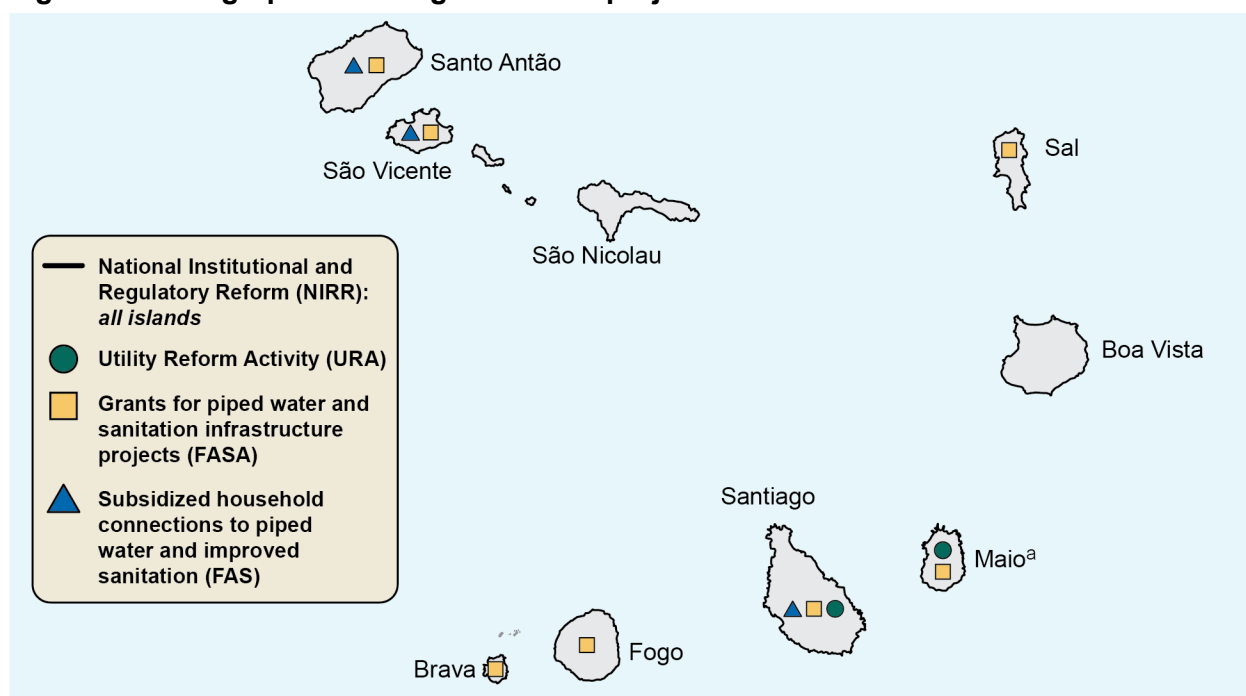 Santo Antão
São Vicente
Sal
São Nicolau
National Institutional and
Regulatory Reform (NIRR):
all islands
Utility Reform Activity (URA)
Grants for piped water and
sanitation infrastructure
projects (FASA)
Subsidized household
connections to piped
water and improved
sanitation (FAS)
Boa Vista
Santiago
Maioᵃ
Fogo
Brava